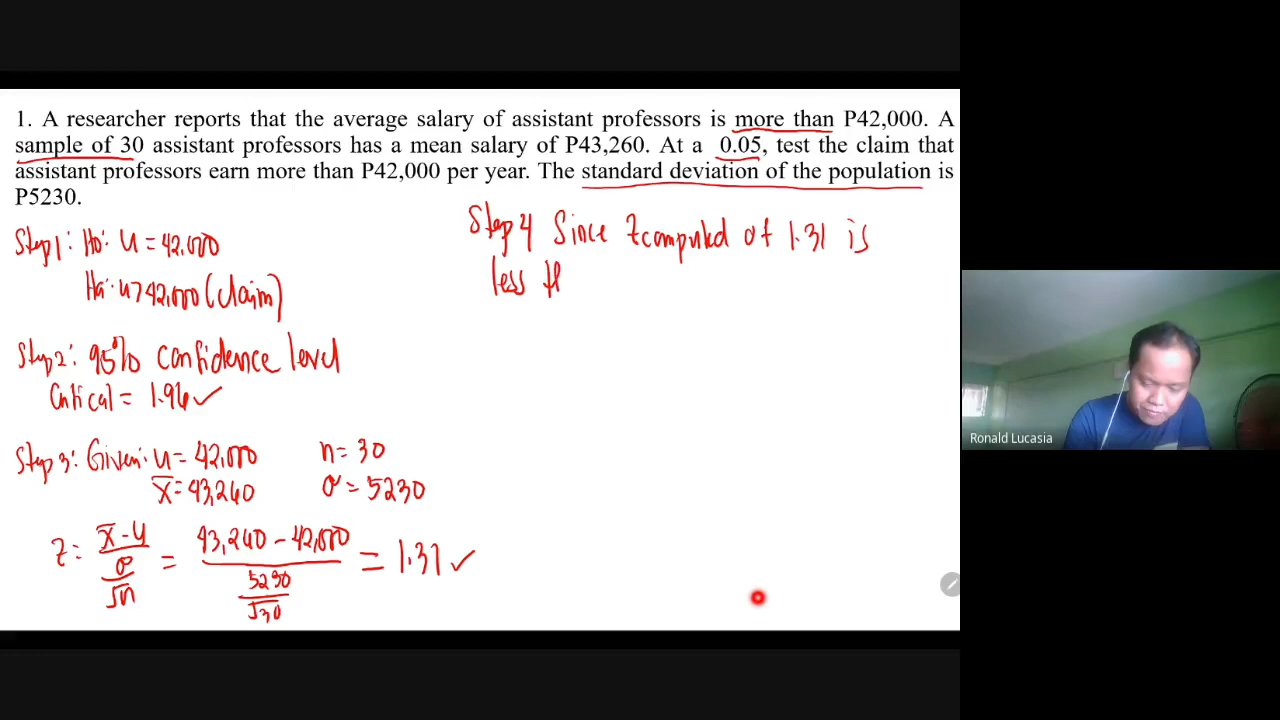 1. A researcher reports that the average salary of assistant professors is more than P42,000. A
sample of 30 assistant professors has a mean salary of P43,260. At a 0.05, test the claim that
assistant professors earn more than P42,000 per year. The standard deviation of the population is
P5230.
Step 1: Ho: u = 42,000
Ha: u > 42,000 (claim)
Step 2: 95% confidence level
Critical = 1.96 ✓
Step 3: Given: u = 42,000 n = 30
x̄ = 43,260 σ = 5230
z = x̄ - u / σ / √n = 43,260 - 42,000 / 5230 / √30 = 1.31 ✓
Step 4 Since z computed of 1.31 is
less th
Ronald Lucasia